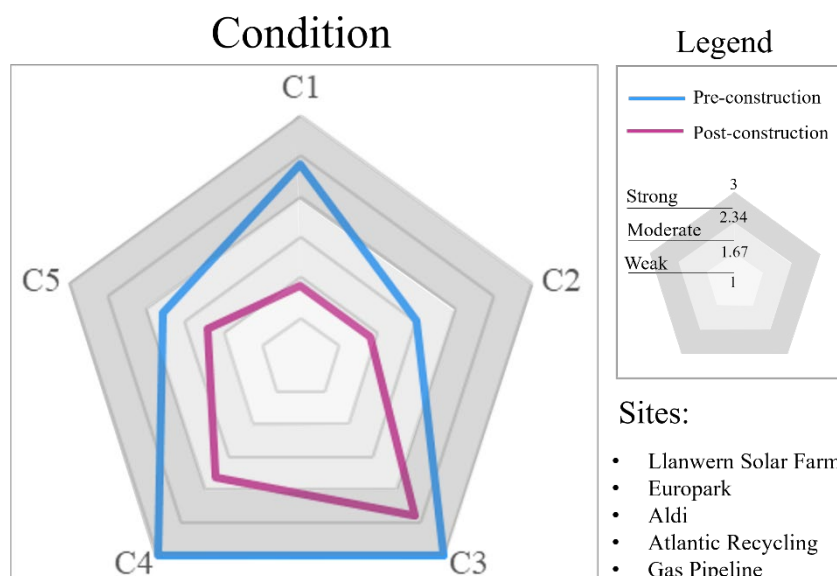 Condition
Legend
C1
C2
C3
C4
C5
Pre-construction
Post-construction
3
Strong
2.34
Moderate
1.67
Weak
1
Sites:
• Llanwern Solar Farm
• Europark
• Aldi
• Atlantic Recycling
• Gas Pipeline